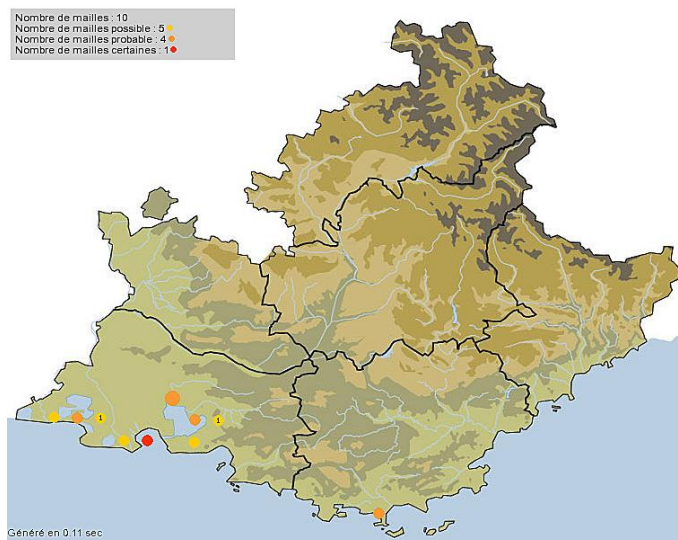 Nombre de mailles : 10
Nombre de mailles possible : 5
Nombre de mailles probable : 4
Nombre de mailles certaines : 1
1
1
Généré en 0.11 sec